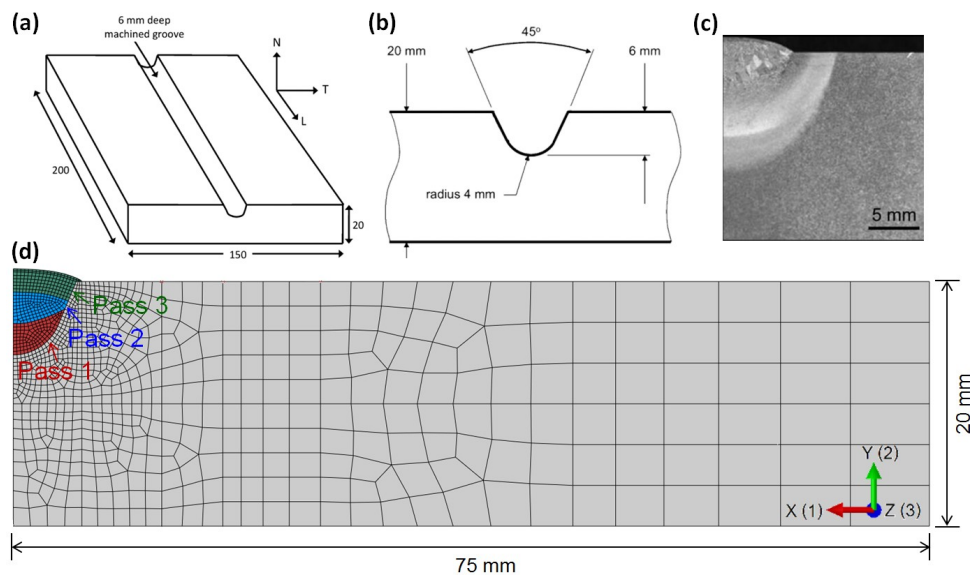 (a)
6 mm deep
machined groove
N
T
L
200
20
150
(b)
20 mm
45°
6 mm
radius 4 mm
(c)
5 mm
(d)
Pass 3
Pass 2
Pass 1
Y (2)
X (1)
Z (3)
20 mm
75 mm